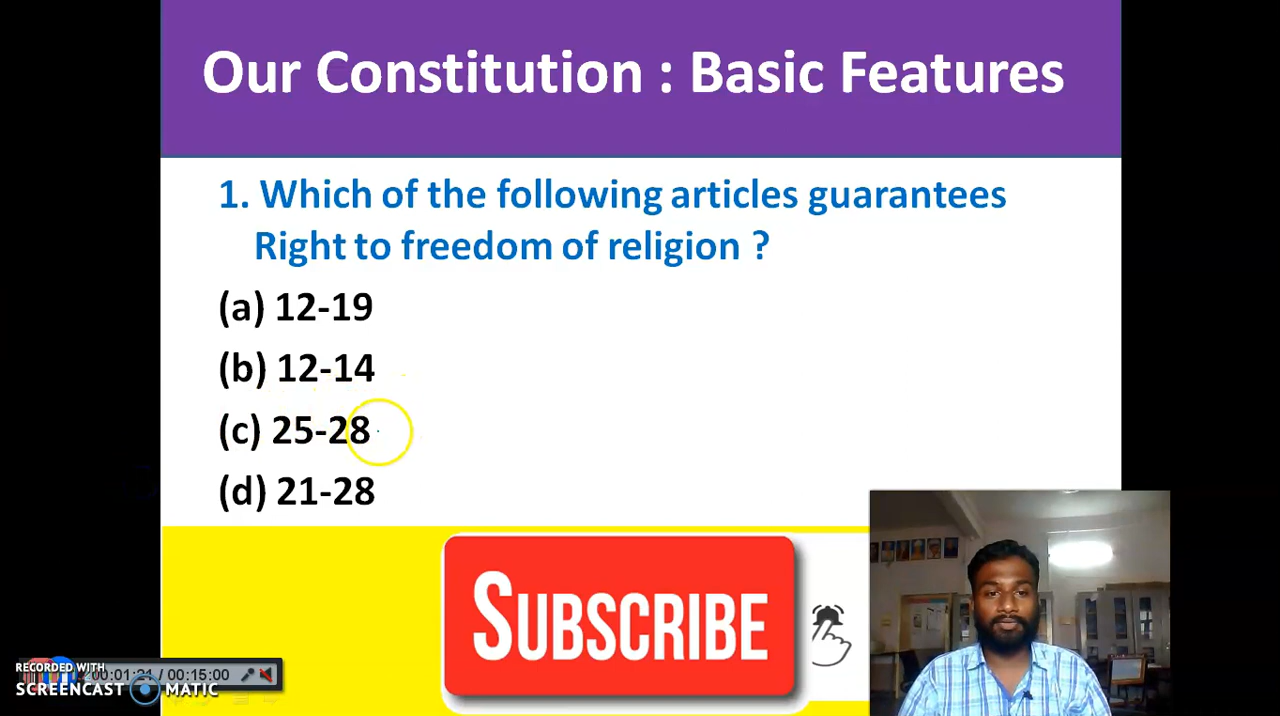 Our Constitution : Basic Features
1. Which of the following articles guarantees
Right to freedom of religion ?
(a) 12-19
(b) 12-14
(c) 25-28
(d) 21-28
SUBSCRIBE
RECORDED WITH
SCREENCAST MATIC
/ 00:15:00